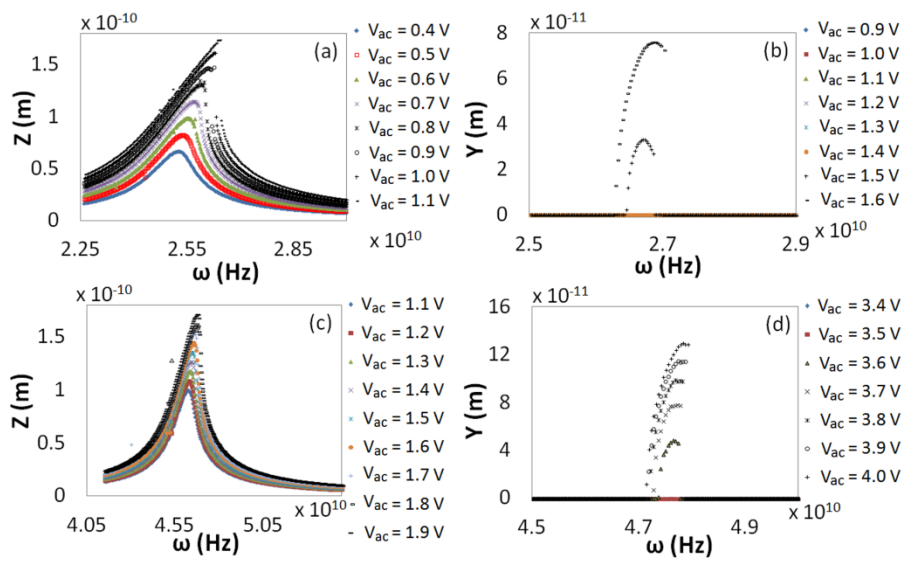 x 10⁻¹⁰
(a)
Z (m)
1.5
1
0.5
0
2.25
2.55
2.85
x 10¹⁰
ω (Hz)
Vac = 0.4 V
Vac = 0.5 V
Vac = 0.6 V
Vac = 0.7 V
Vac = 0.8 V
Vac = 0.9 V
Vac = 1.0 V
Vac = 1.1 V
x 10⁻¹¹
(b)
Y (m)
8
6
4
2
0
2.5
2.7
2.9
x 10¹⁰
ω (Hz)
Vac = 0.9 V
Vac = 1.0 V
Vac = 1.1 V
Vac = 1.2 V
Vac = 1.3 V
Vac = 1.4 V
Vac = 1.5 V
Vac = 1.6 V
x 10⁻¹⁰
(c)
Z (m)
1.5
1
0.5
0
4.05
4.55
5.05
x 10¹⁰
ω (Hz)
Vac = 1.1 V
Vac = 1.2 V
Vac = 1.3 V
Vac = 1.4 V
Vac = 1.5 V
Vac = 1.6 V
Vac = 1.7 V
Vac = 1.8 V
Vac = 1.9 V
x 10⁻¹¹
(d)
Y (m)
16
12
8
4
0
4.5
4.7
4.9
x 10¹⁰
ω (Hz)
Vac = 3.4 V
Vac = 3.5 V
Vac = 3.6 V
Vac = 3.7 V
Vac = 3.8 V
Vac = 3.9 V
Vac = 4.0 V